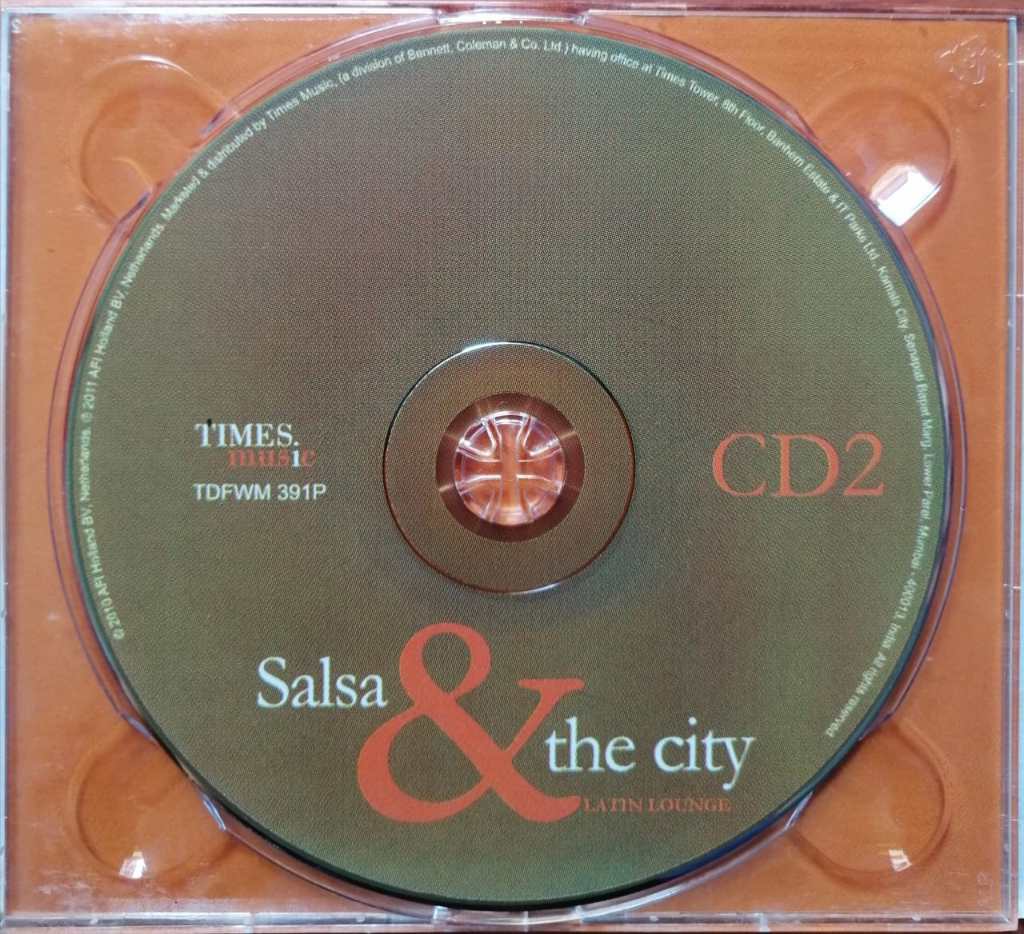 ℗ 2010 AFI Holland BV, Netherlands. © 2011 AFI Holland BV, Netherlands. Marketed & distributed by Times Music, (a division of Bennett, Coleman & Co. Ltd.) having office at Times Tower, 8th Floor, Banhem Estate & IT Parks Ltd., Kamala City, Senapati Bapat Marg, Lower Parel, Mumbai - 400013, India. All rights reserved
TIMES.
music
TDFWM 391P
CD2
Salsa
&
the city
LATIN LOUNGE